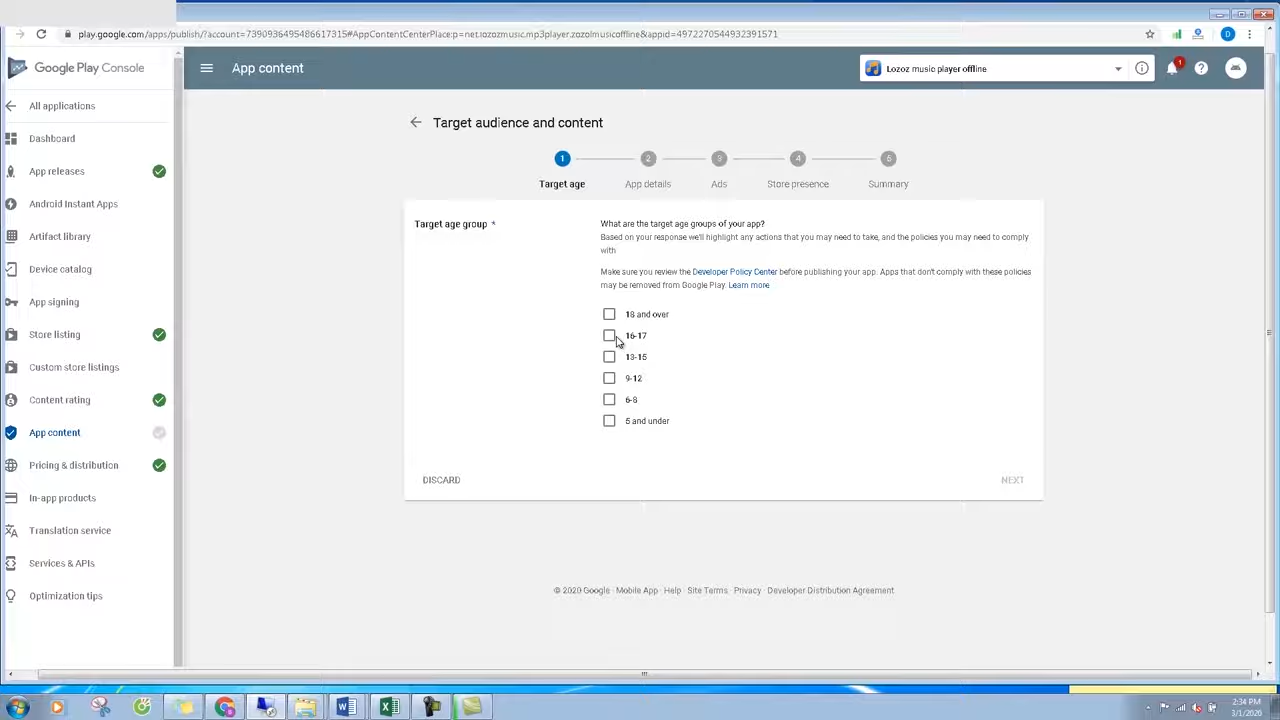 play.google.com/apps/publish/?account=7390936495486617315#AppContentCenterPlace:p=net.lozozmusic.mp3player.zozolmusicoffline&appid=4972270544932391571
D
Google Play Console
App content
Lozoz music player offline
1
All applications
Dashboard
App releases
Android Instant Apps
Artifact library
Device catalog
App signing
Store listing
Custom store listings
Content rating
App content
Pricing & distribution
In-app products
Translation service
Services & APIs
Optimization tips
Target audience and content
1 2 3 4 5
Target age App details Ads Store presence Summary
Target age group *
What are the target age groups of your app?
Based on your response we'll highlight any actions that you may need to take, and the policies you may need to comply
with
Make sure you review the Developer Policy Center before publishing your app. Apps that don't comply with these policies
may be removed from Google Play. Learn more
18 and over
16-17
13-15
9-12
6-8
5 and under
DISCARD
NEXT
© 2020 Google · Mobile App · Help · Site Terms · Privacy · Developer Distribution Agreement
2:34 PM
3/1/2020